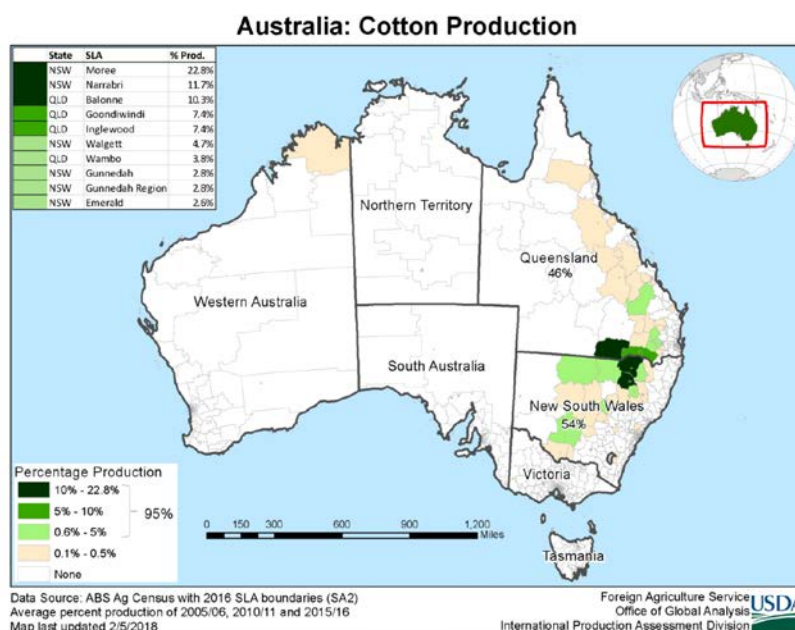 Australia: Cotton Production
State SLA % Prod.
NSW Moree 22.8%
NSW Narrabri 11.7%
QLD Balonne 10.3%
QLD Goondiwindi 7.4%
QLD Inglewood 7.4%
NSW Walgett 4.7%
QLD Wambo 3.8%
NSW Gunnedah 2.8%
NSW Gunnedah Region 2.8%
NSW Emerald 2.6%
Northern Territory
Queensland
46%
Western Australia
South Australia
New South Wales
54%
Victoria
Tasmania
Percentage Production
10% - 22.8%
5% - 10%
0.6% - 5%
95%
0.1% - 0.5%
None
0 150 300 600 900 1,200
Miles
Data Source: ABS Ag Census with 2016 SLA boundaries (SA2)
Average percent production of 2005/06, 2010/11 and 2015/16
Map last updated 2/5/2018
Foreign Agriculture Service
Office of Global Analysis
International Production Assessment Division
USDA